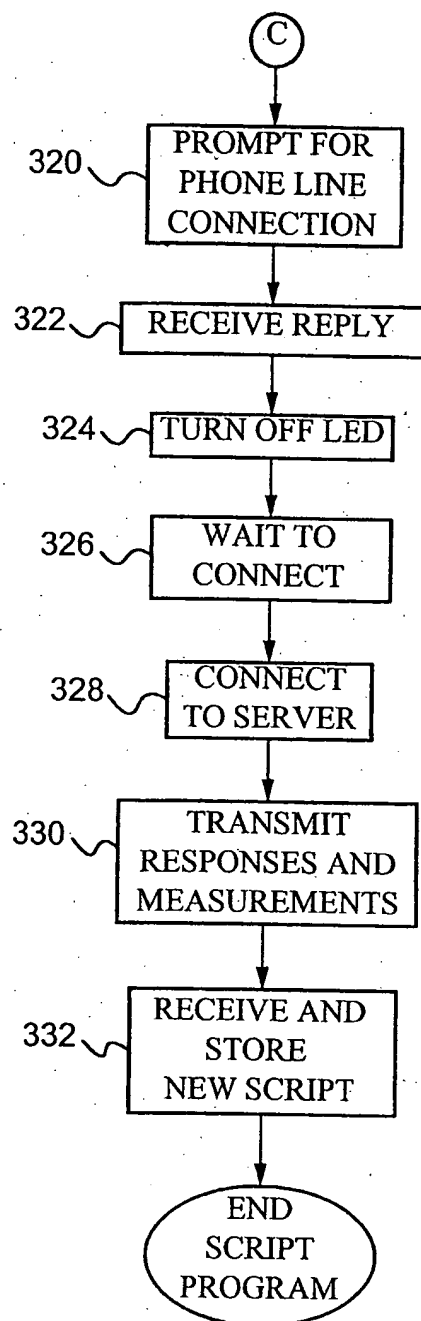 C
320
PROMPT FOR
PHONE LINE
CONNECTION
322
RECEIVE REPLY
324
TURN OFF LED
326
WAIT TO
CONNECT
328
CONNECT
TO SERVER
330
TRANSMIT
RESPONSES AND
MEASUREMENTS
332
RECEIVE AND
STORE
NEW SCRIPT
END
SCRIPT
PROGRAM